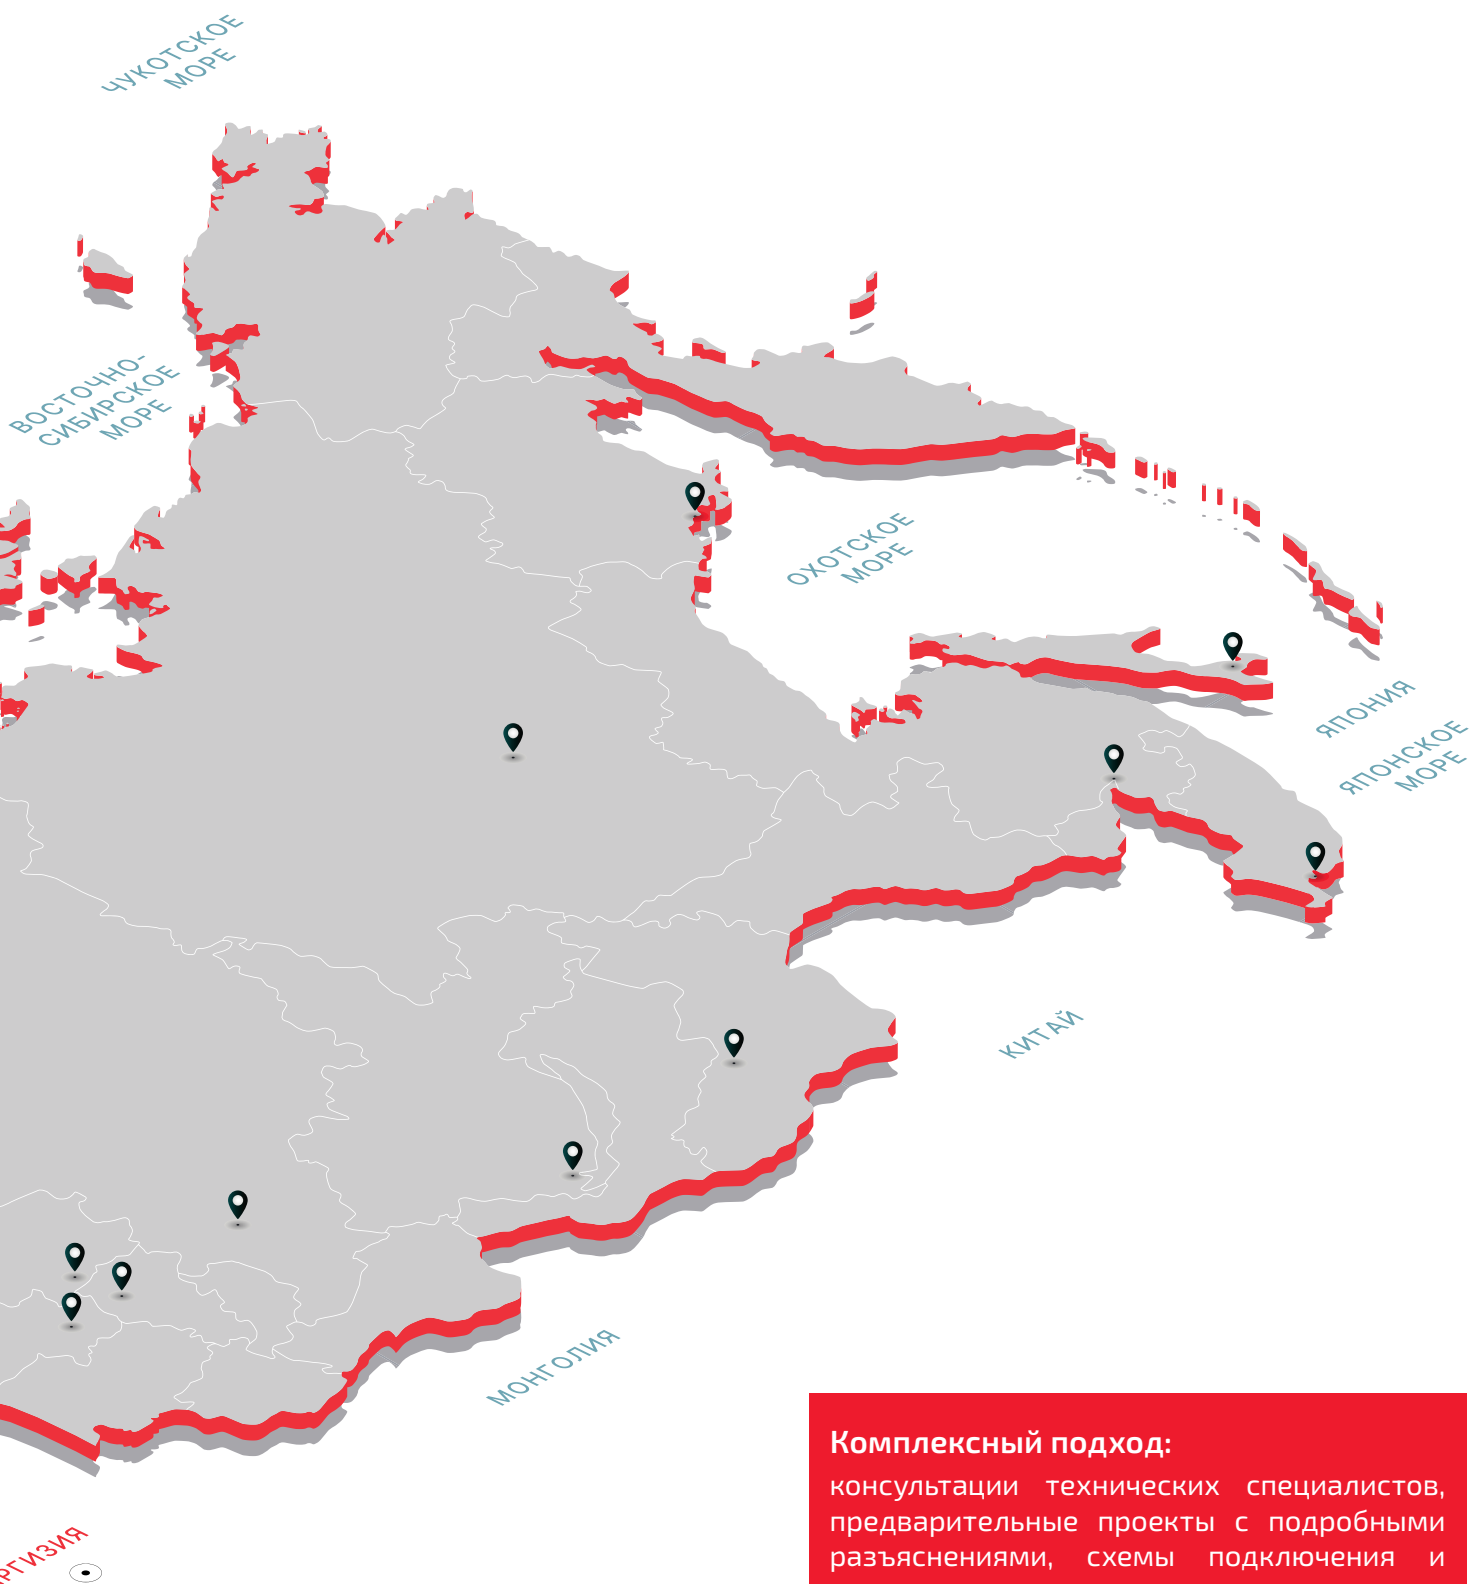 ЧУКОТСКОЕ
МОРЕ
ВОСТОЧНО-
СИБИРСКОЕ
МОРЕ
ОХОТСКОЕ
МОРЕ
ЯПОНИЯ
ЯПОНСКОЕ
МОРЕ
КИТАЙ
МОНГОЛИЯ
РГИЗИЯ
Комплексный подход:
консультации технических специалистов,
предварительные проекты с подробными
разъяснениями, схемы подключения и